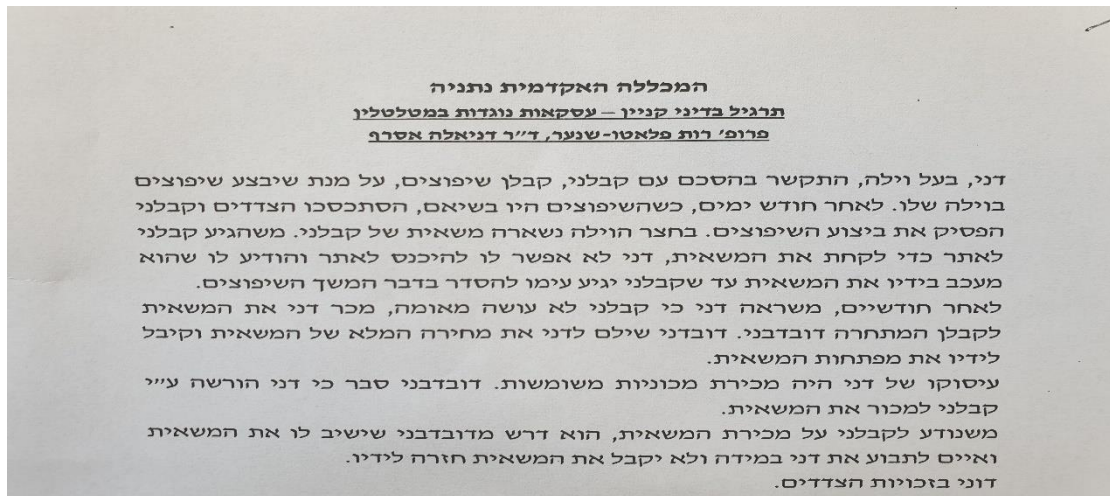 המכללה האקדמית נתניה
תרגיל בדיני קניין – עסקאות נוגדות במטלטלין
פרופ' רות פלאטו-שנער, ד״ר דניאלה אסרף
דני, בעל וילה, התקשר בהסכם עם קבלני, קבלן שיפוצים, על מנת שיבצע שיפוצים
בוילה שלו. לאחר חודש ימים, כשהשיפוצים היו בשיאם, הסתכסכו הצדדים וקבלני
הפסיק את ביצוע השיפוצים. בחצר הוילה נשארה משאית של קבלני. משהגיע קבלני
לאתר כדי לקחת את המשאית, דני לא אפשר לו להיכנס לאתר והודיע לו שהוא
מעכב בידיו את המשאית עד שקבלני יגיע עימו להסדר בדבר המשך השיפוצים.
לאחר חודשיים, משראה דני כי קבלני לא עושה מאומה, מכר דני את המשאית
לקבלן המתחרה דובדבני. דובדני שילם לדני את מחירה המלא של המשאית וקיבל
לידיו את מפתחות המשאית.
עיסוקו של דני היה מכירת מכוניות משומשות. דובדבני סבר כי דני הורשה ע״י
קבלני למכור את המשאית.
משנודע לקבלני על מכירת המשאית, הוא דרש מדובדבני שישיב לו את המשאית
ואיים לתבוע את דני במידה ולא יקבל את המשאית חזרה לידיו.
דוני בזכויות הצדדים.